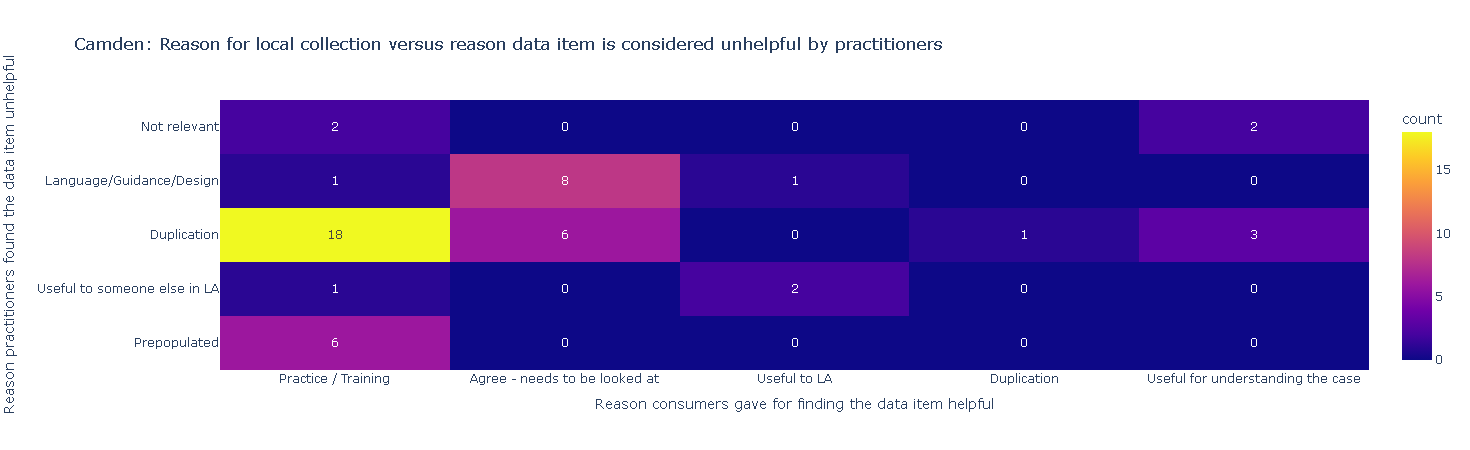 Camden: Reason for local collection versus reason data item is considered unhelpful by practitioners
Reason practitioners found the data item unhelpful
count
Not relevant 2 0 0 0 2
Language/Guidance/Design 1 8 1 0 0
Duplication 18 6 0 1 3
Useful to someone else in LA 1 0 2 0 0
Prepopulated 6 0 0 0 0
15
10
5
0
Practice / Training Agree - needs to be looked at Useful to LA Duplication Useful for understanding the case
Reason consumers gave for finding the data item helpful